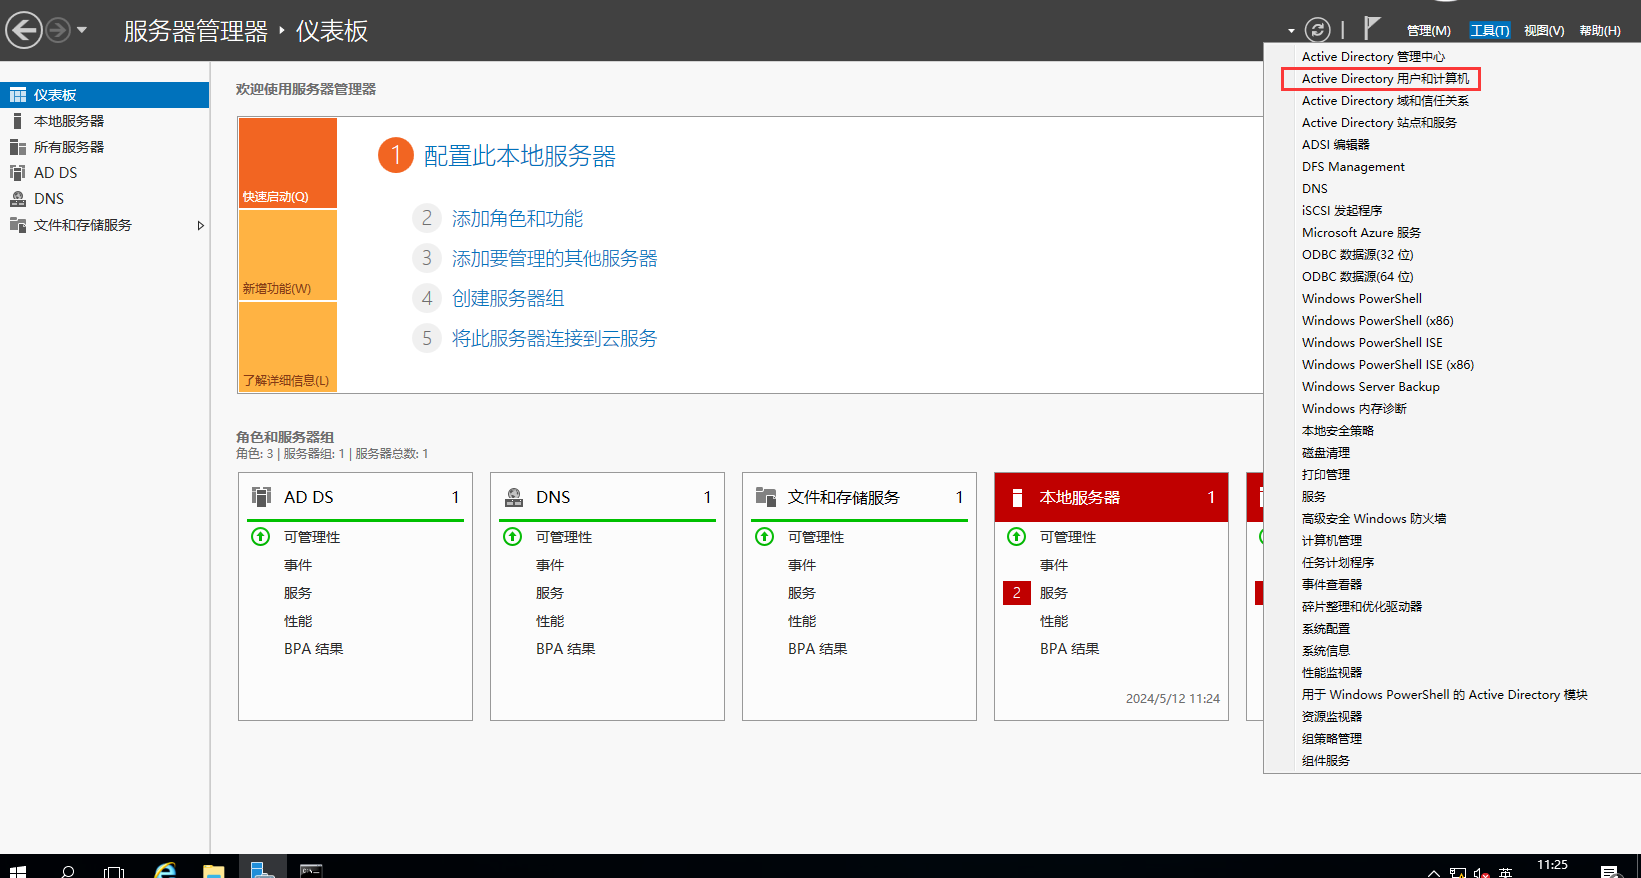 服务器管理器 ‣ 仪表板
管理(M) 工具(T) 视图(V) 帮助(H)
仪表板
本地服务器
所有服务器
AD DS
DNS
文件和存储服务
欢迎使用服务器管理器
快速启动(Q)
新增功能(W)
了解详细信息(L)
1 配置此本地服务器
2 添加角色和功能
3 添加要管理的其他服务器
4 创建服务器组
5 将此服务器连接到云服务
角色和服务器组
角色: 3 | 服务器组: 1 | 服务器总数: 1
AD DS 1
可管理性
事件
服务
性能
BPA 结果
DNS 1
可管理性
事件
服务
性能
BPA 结果
文件和存储服务 1
可管理性
事件
服务
性能
BPA 结果
本地服务器 1
可管理性
事件
2 服务
性能
BPA 结果
2024/5/12 11:24
Active Directory 管理中心
Active Directory 用户和计算机
Active Directory 域和信任关系
Active Directory 站点和服务
ADSI 编辑器
DFS Management
DNS
iSCSI 发起程序
Microsoft Azure 服务
ODBC 数据源(32 位)
ODBC 数据源(64 位)
Windows PowerShell
Windows PowerShell (x86)
Windows PowerShell ISE
Windows PowerShell ISE (x86)
Windows Server Backup
Windows 内存诊断
本地安全策略
磁盘清理
打印管理
服务
高级安全 Windows 防火墙
计算机管理
任务计划程序
事件查看器
碎片整理和优化驱动器
系统配置
系统信息
性能监视器
用于 Windows PowerShell 的 Active Directory 模块
资源监视器
组策略管理
组件服务
英
11:25